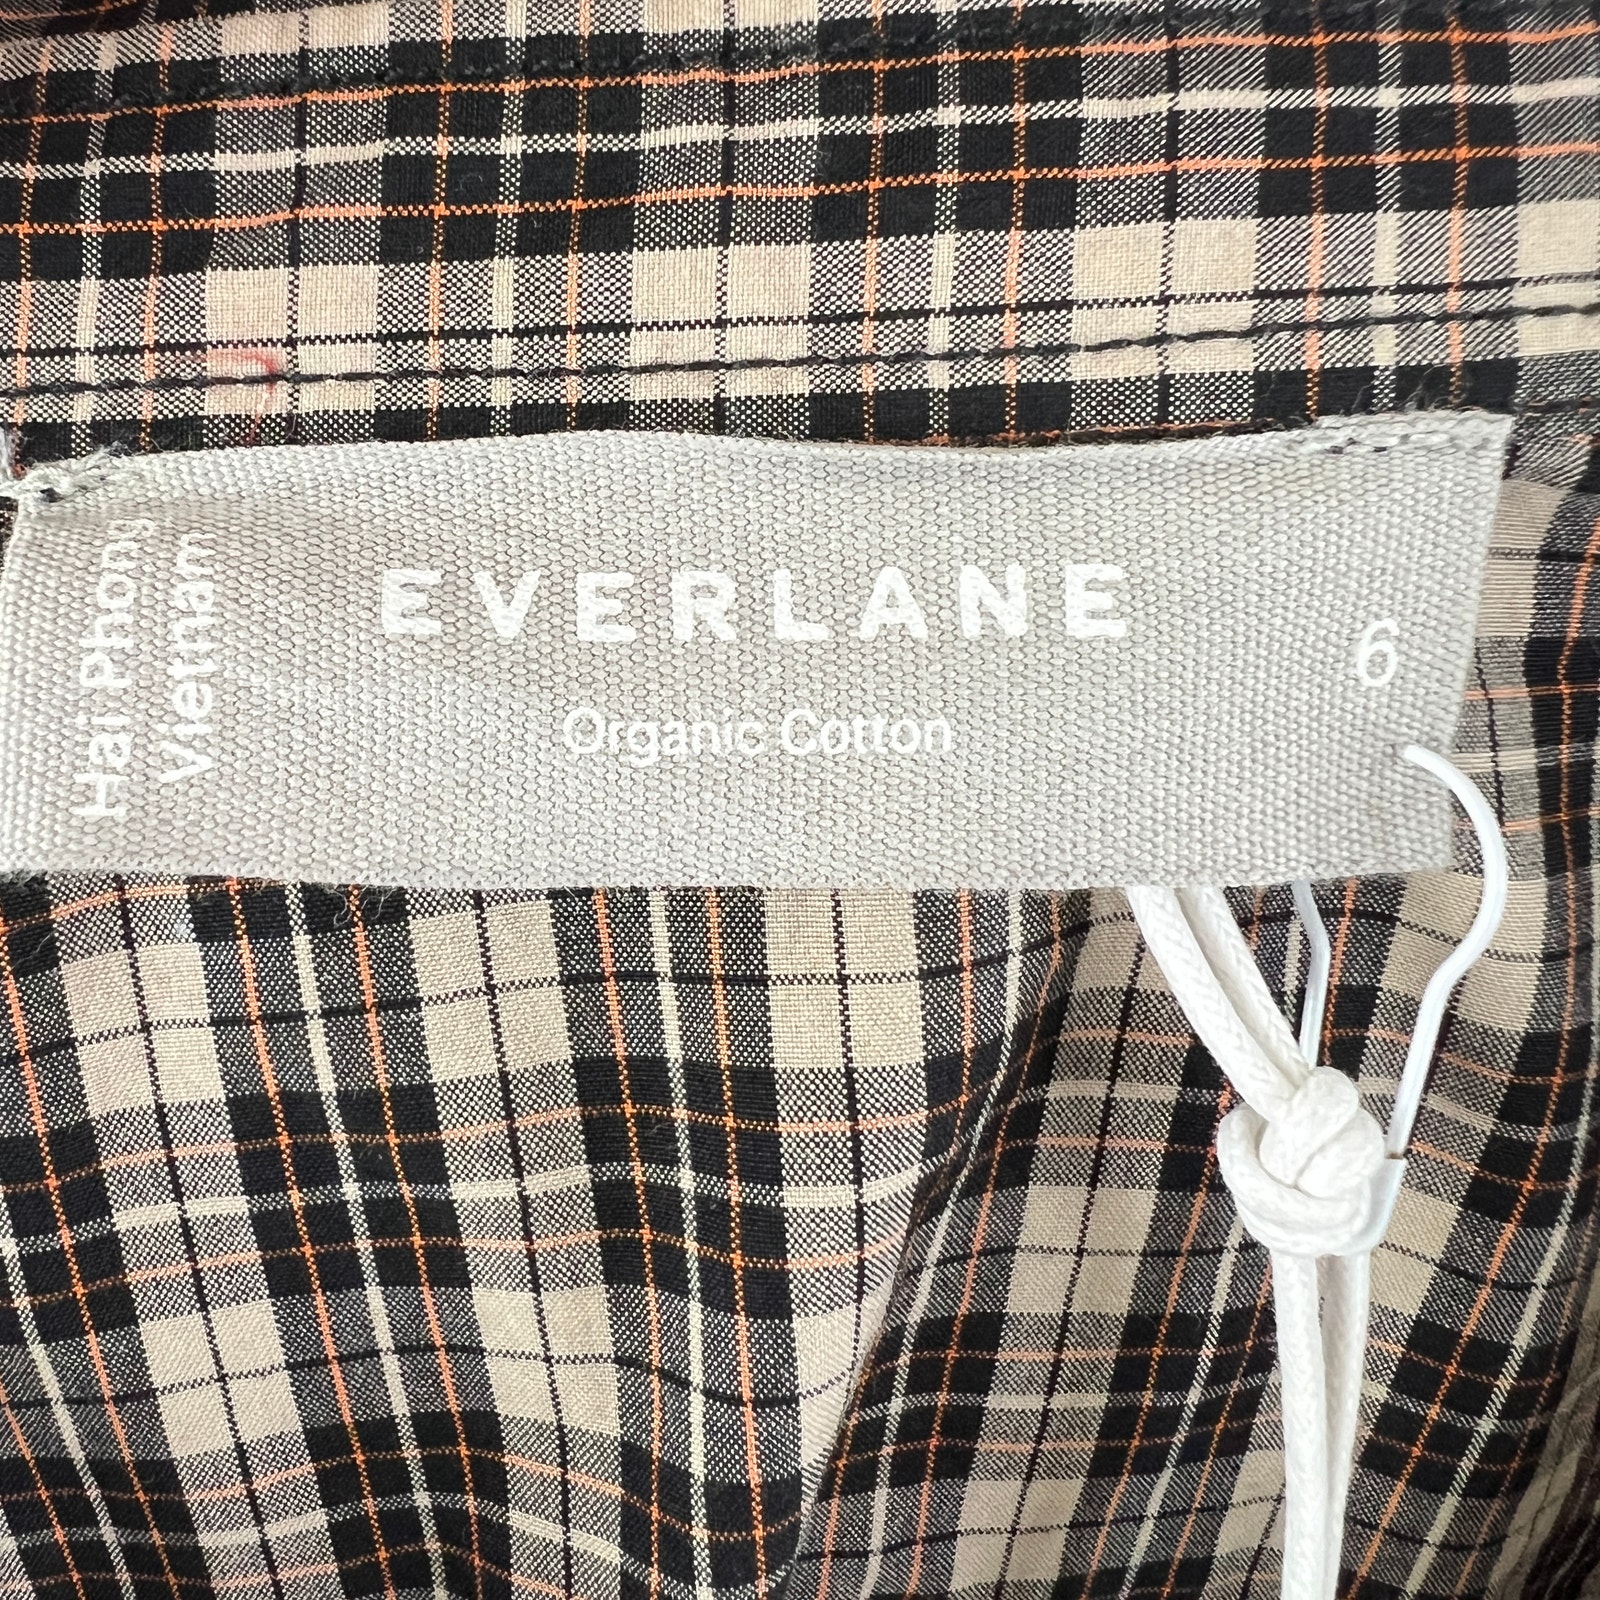 Hai Phong
Vietnam
EVERLANE
Organic Cotton
6